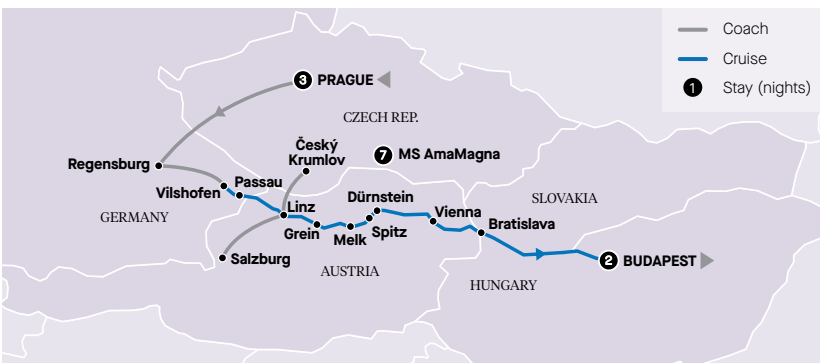 Coach
Cruise
1 Stay (nights)
3 PRAGUE
CZECH REP.
Český
Krumlov
7 MS AmaMagna
Regensburg
Vilshofen
Passau
GERMANY
Linz
Grein
Melk
Dürnstein
Spitz
Vienna
SLOVAKIA
Bratislava
Salzburg
AUSTRIA
HUNGARY
2 BUDAPEST